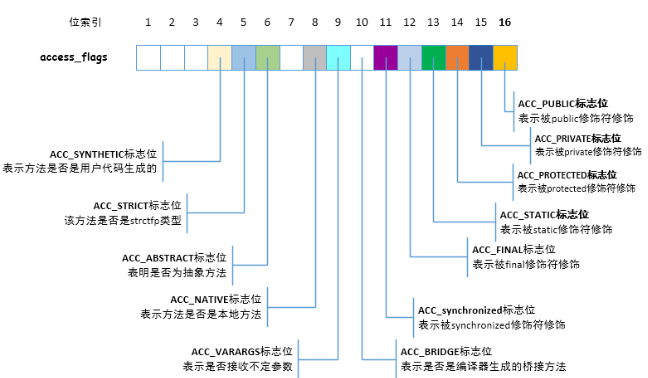 位索引 1 2 3 4 5 6 7 8 9 10 11 12 13 14 15 16
access_flags
ACC_PUBLIC标志位
表示被public修饰符修饰
ACC_PRIVATE标志位
表示被private修饰符修饰
ACC_SYNTHETIC标志位
表示方法是否是用户代码生成的
ACC_PROTECTED标志位
表示被protected修饰符修饰
ACC_STRICT标志位
该方法是否是strctfp类型
ACC_STATIC标志位
表示被static修饰符修饰
ACC_FINAL标志位
表示被final修饰符修饰
ACC_ABSTRACT标志位
表明是否为抽象方法
ACC_NATIVE标志位
表示方法是否是本地方法
ACC_synchronized标志位
表示被synchronized修饰符修饰
ACC_VARARGS标志位
表示是否接收不定参数
ACC_BRIDGE标志位
表示是否是编译器生成的桥接方法